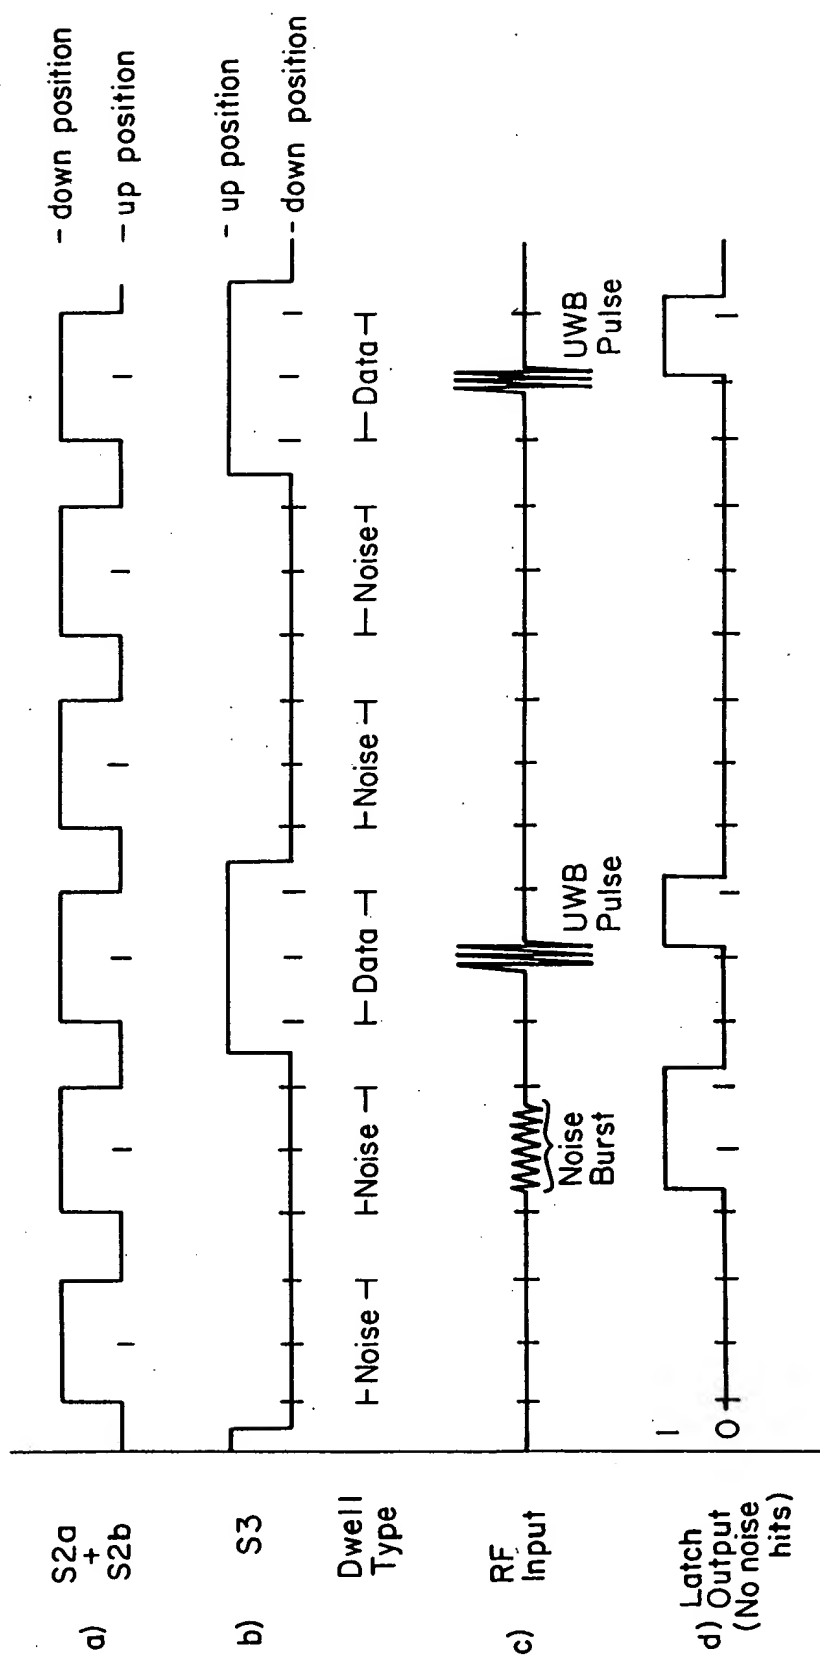 a) S2a
+
S2b
- down position
- up position
b) S3
- up position
- down position
Dwell
Type
Noise
Noise
Data
Noise
Noise
Data
c) RF
Input
Noise
Burst
UWB
Pulse
UWB
Pulse
d) Latch
Output
(No noise
hits)
1
0